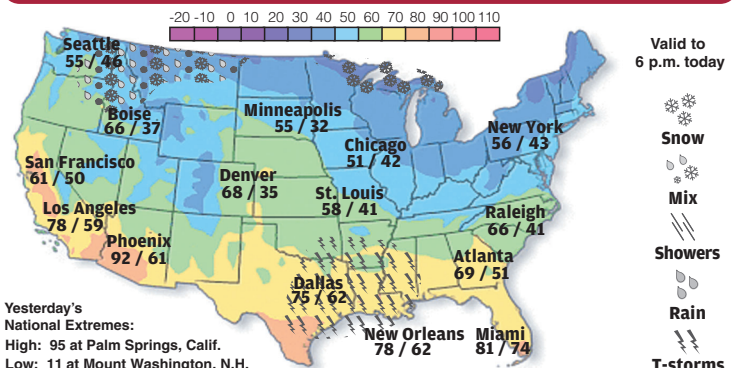 -20 -10 0 10 20 30 40 50 60 70 80 90 100 110
Seattle
55 / 46
Boise
66 / 37
Minneapolis
55 / 32
Chicago
51 / 42
New York
56 / 43
San Francisco
61 / 50
Denver
68 / 35
St. Louis
58 / 41
Los Angeles
78 / 59
Phoenix
92 / 61
Raleigh
66 / 41
Atlanta
69 / 51
Dallas
75 / 62
New Orleans
78 / 62
Miami
81 / 74
Yesterday's
National Extremes:
High: 95 at Palm Springs, Calif.
Low: 11 at Mount Washington, N.H.
Valid to
6 p.m. today
Snow
Mix
Showers
Rain
T-storms